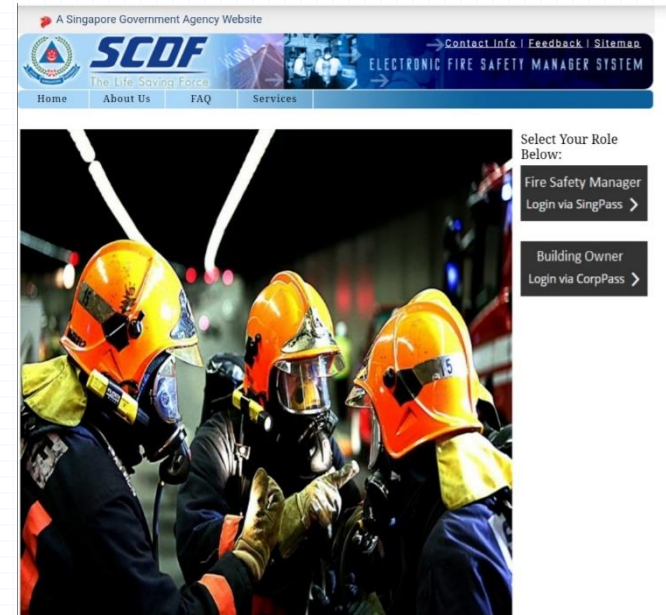 A Singapore Government Agency Website
SCDF
The Life Saving Force
Contact Info | Feedback | Sitemap
ELECTRONIC FIRE SAFETY MANAGER SYSTEM
Home About Us FAQ Services
Select Your Role
Below:
Fire Safety Manager
Login via SingPass
Building Owner
Login via CorpPass
5